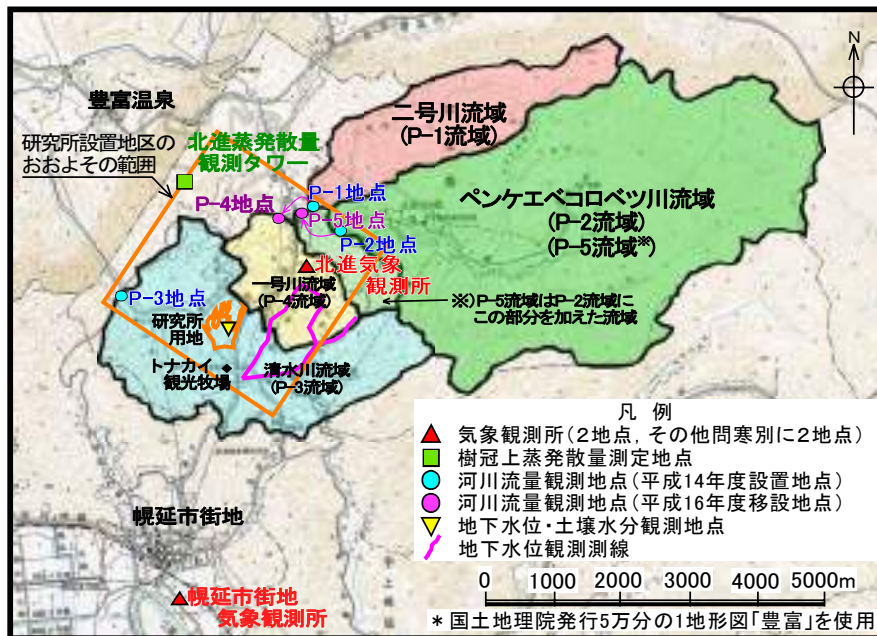 N
豊富温泉
二号川流域
(P-1流域)
研究所設置地区の
おおよその範囲
北進蒸発散量
観測タワー
P-1地点
ペンケエベコロベツ川流域
(P-2流域)
(P-5流域※)
P-4地点
P-5地点
P-2地点
北進気象
観測所
一号川流域
(P-4流域)
※)P-5流域はP-2流域に
この部分を加えた流域
P-3地点
研究所
用地
トナカイ
観光牧場
清水川流域
(P-3流域)
凡 例
気象観測所(2地点, その他問寒別に2地点)
樹冠上蒸発散量測定地点
河川流量観測地点(平成14年度設置地点)
河川流量観測地点(平成16年度移設地点)
地下水位・土壌水分観測地点
地下水位観測測線
幌延市街地
幌延市街地
気象観測所
0 1000 2000 3000 4000 5000m
* 国土地理院発行5万分の1地形図「豊富」を使用